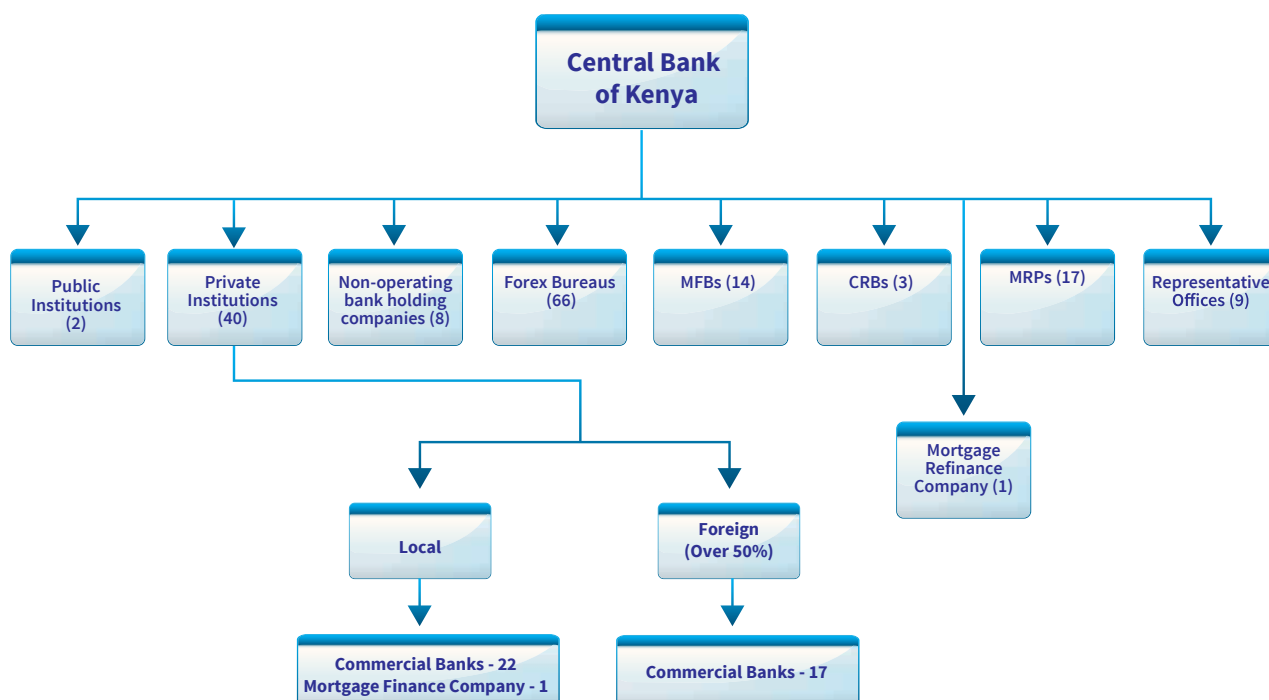 Central Bank
of Kenya
Public
Institutions
(2)
Private
Institutions
(40)
Non-operating
bank holding
companies (8)
Forex Bureaus
(66)
MFBs (14)
CRBs (3)
MRPs (17)
Representative
Offices (9)
Mortgage
Refinance
Company (1)
Local
Foreign
(Over 50%)
Commercial Banks - 22
Mortgage Finance Company - 1
Commercial Banks - 17